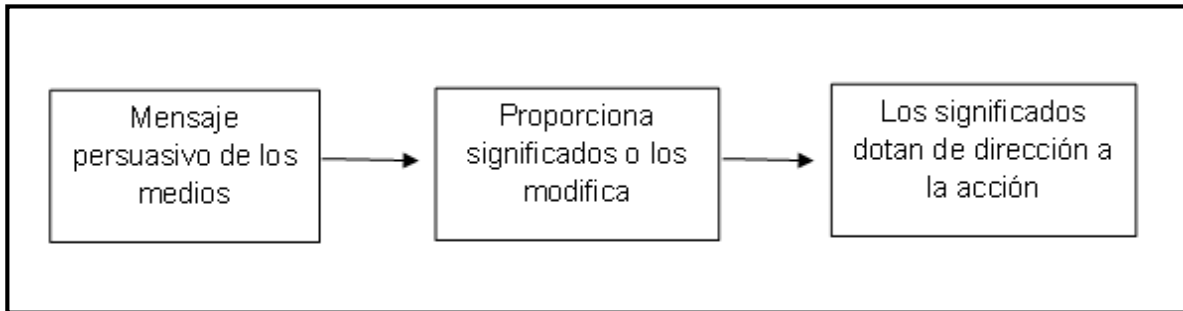 Mensaje
persuasivo de los
medios
Proporciona
significados o los
modifica
Los significados
dotan de dirección a
la acción